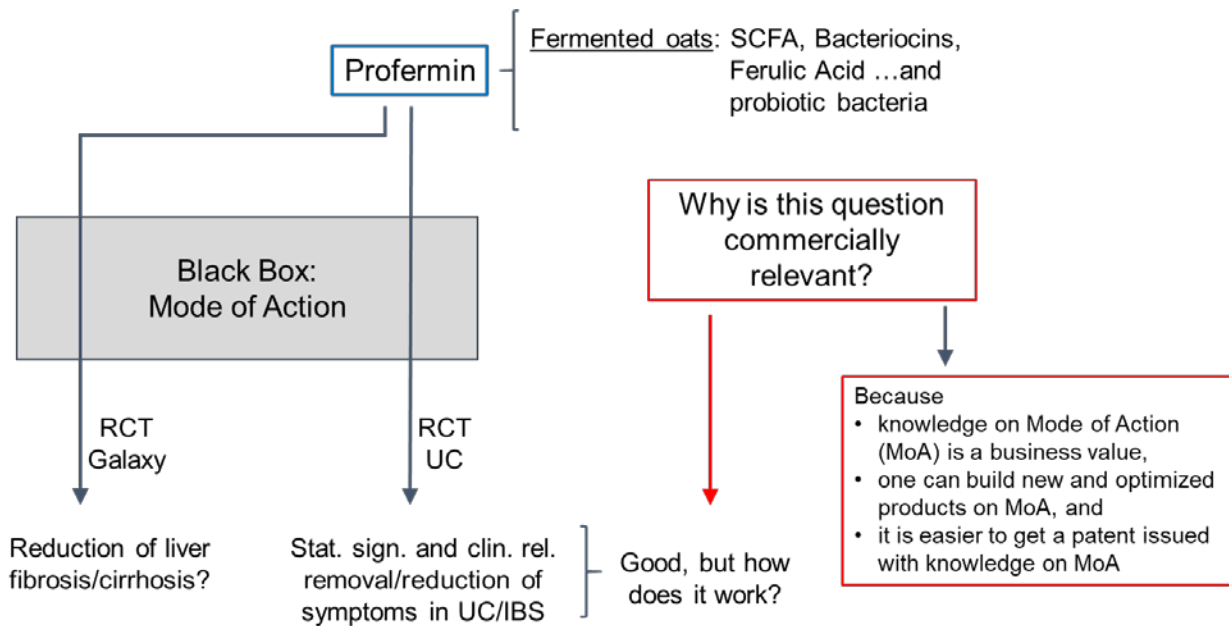 Profermin
Fermented oats: SCFA, Bacteriocins,
Ferulic Acid …and
probiotic bacteria
Black Box:
Mode of Action
Why is this question
commercially
relevant?
RCT
Galaxy
RCT
UC
Because
• knowledge on Mode of Action
(MoA) is a business value,
• one can build new and optimized
products on MoA, and
• it is easier to get a patent issued
with knowledge on MoA
Reduction of liver
fibrosis/cirrhosis?
Stat. sign. and clin. rel.
removal/reduction of
symptoms in UC/IBS
Good, but how
does it work?